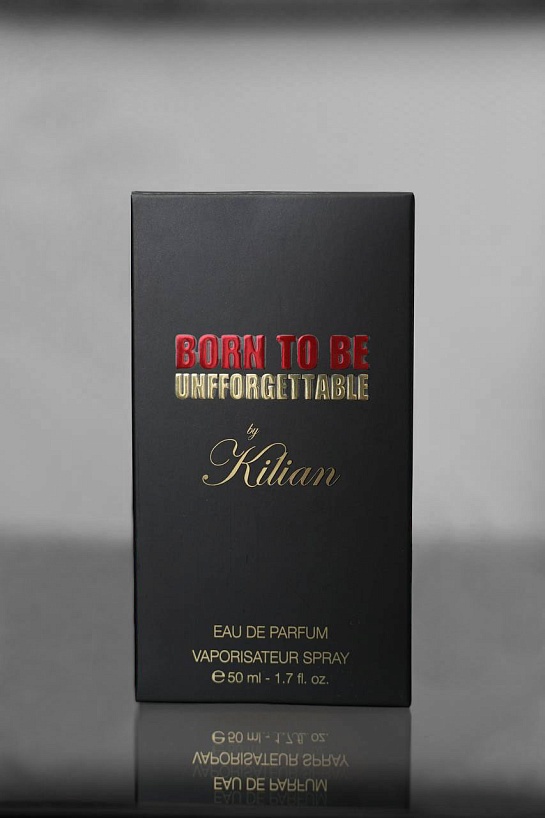 BORN TO BE
UNFFORGETTABLE
by
Kilian
EAU DE PARFUM
VAPORISATEUR SPRAY
℮ 50 ml - 1.7 fl. oz.